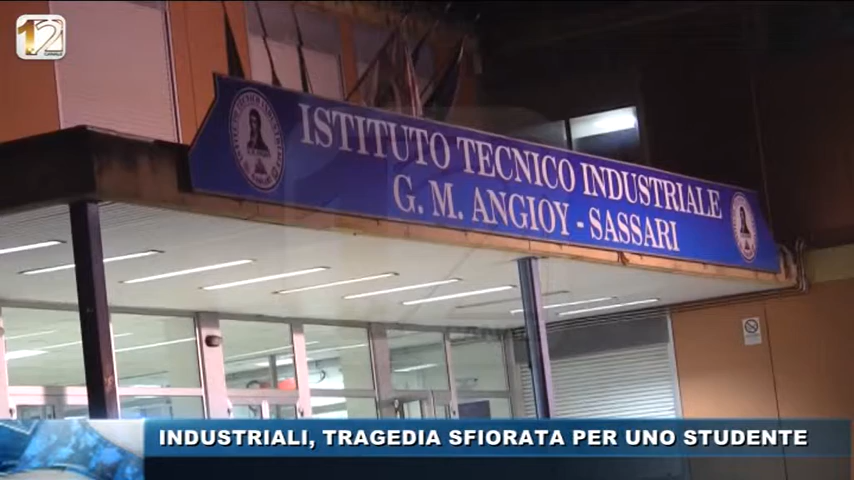 12
ISTITUTO TECNICO INDUSTRIALE
G. M. ANGIOY - SASSARI
INDUSTRIALI, TRAGEDIA SFIORATA PER UNO STUDENTE